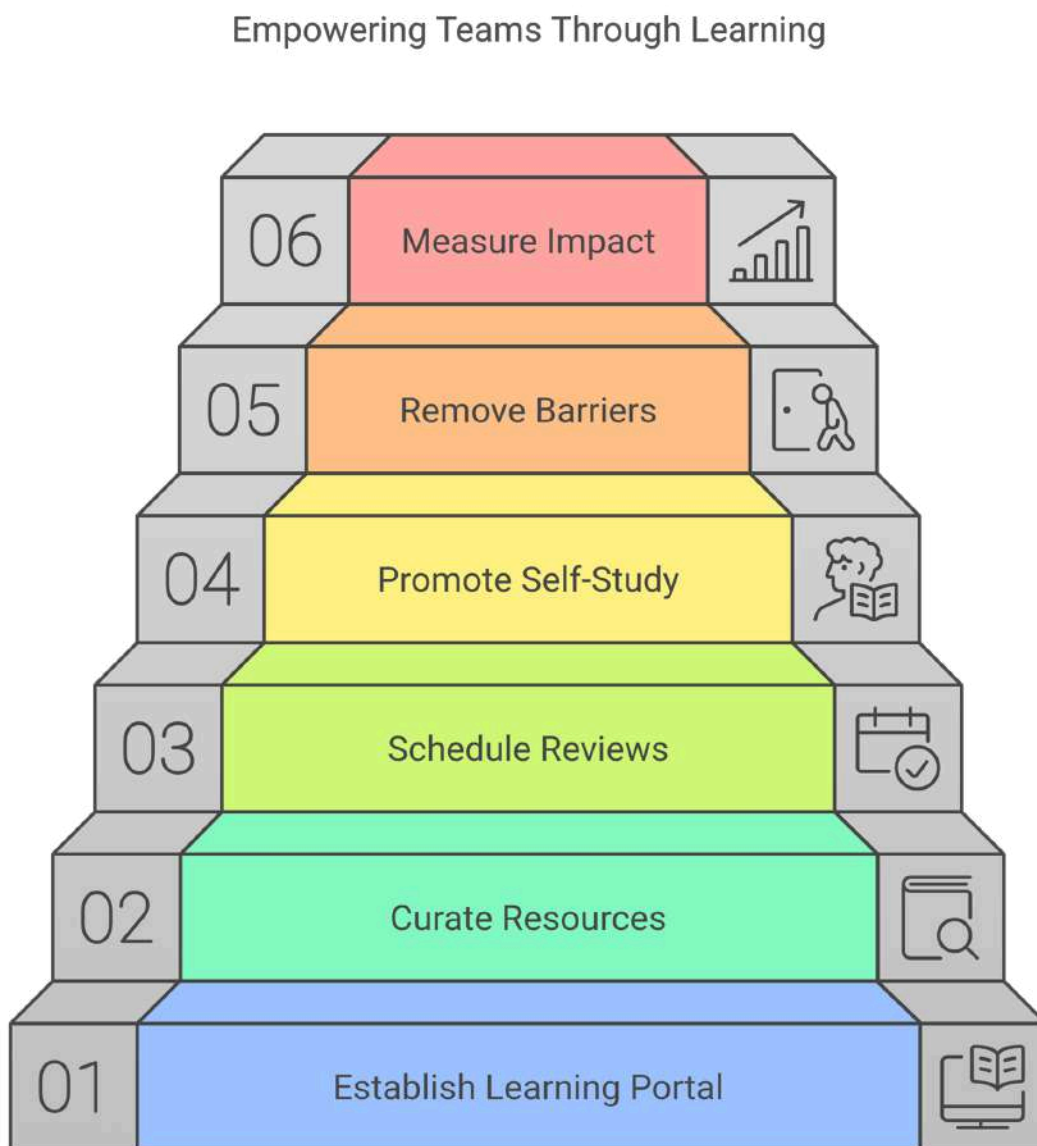 Empowering Teams Through Learning
06
Measure Impact
05
Remove Barriers
04
Promote Self-Study
03
Schedule Reviews
02
Curate Resources
01
Establish Learning Portal